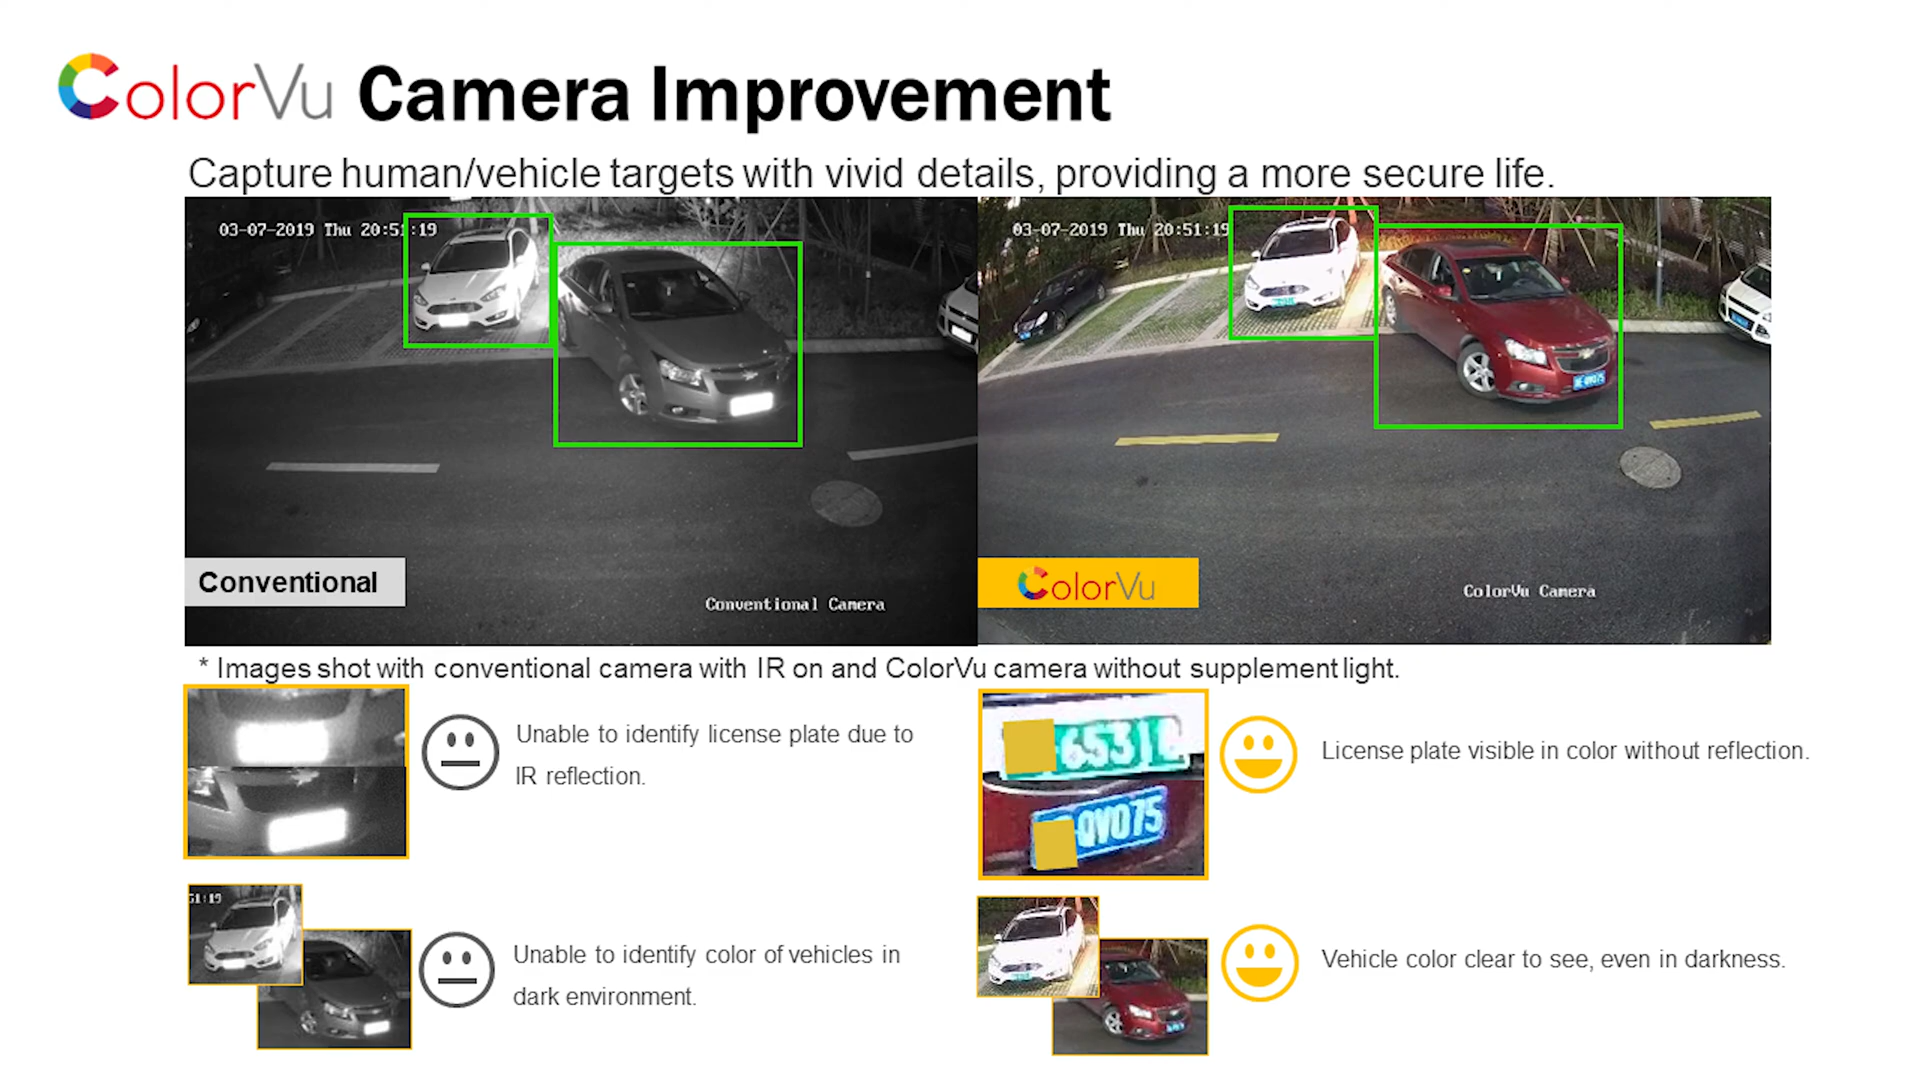 ColorVu Camera Improvement
Capture human/vehicle targets with vivid details, providing a more secure life.
03-07-2019 Thu 20:51:19
03-07-2019 Thu 20:51:19
Conventional
Conventional Camera
ColorVu
ColorVu Camera
* Images shot with conventional camera with IR on and ColorVu camera without supplement light.
Unable to identify license plate due to
IR reflection.
6531
QV075
License plate visible in color without reflection.
51:19
Unable to identify color of vehicles in
dark environment.
Vehicle color clear to see, even in darkness.